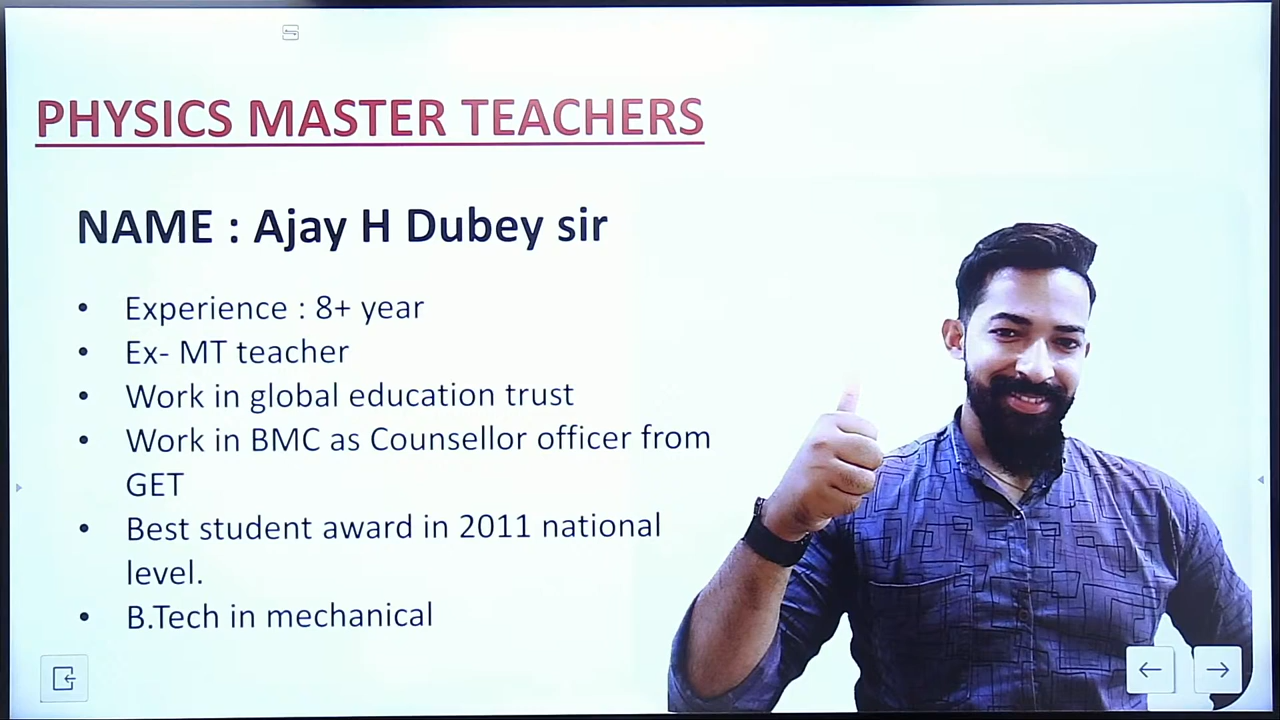 PHYSICS MASTER TEACHERS
NAME : Ajay H Dubey sir
• Experience : 8+ year
• Ex- MT teacher
• Work in global education trust
• Work in BMC as Counsellor officer from
GET
• Best student award in 2011 national
level.
• B.Tech in mechanical